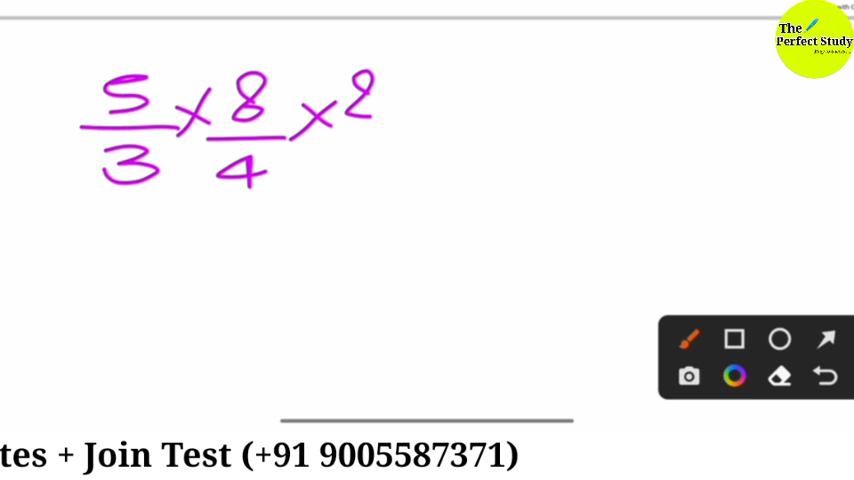 The
Perfect Study
5/3 × 8/4 × 2
tes + Join Test (+91 9005587371)